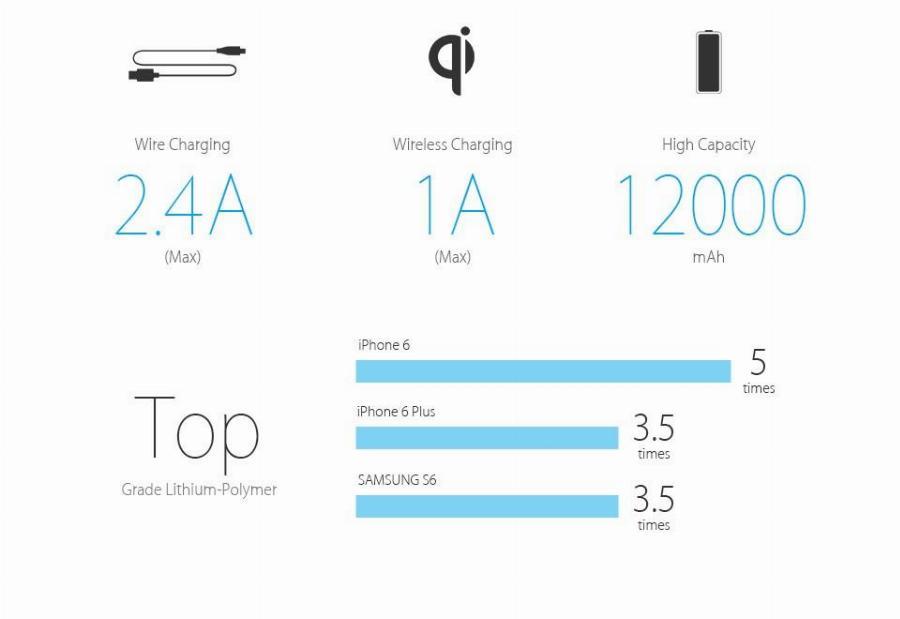 Wire Charging
2.4A
(Max)
Wireless Charging
1A
(Max)
High Capacity
12000
mAh
Top
Grade Lithium-Polymer
iPhone 6
5
times
iPhone 6 Plus
3.5
times
SAMSUNG S6
3.5
times